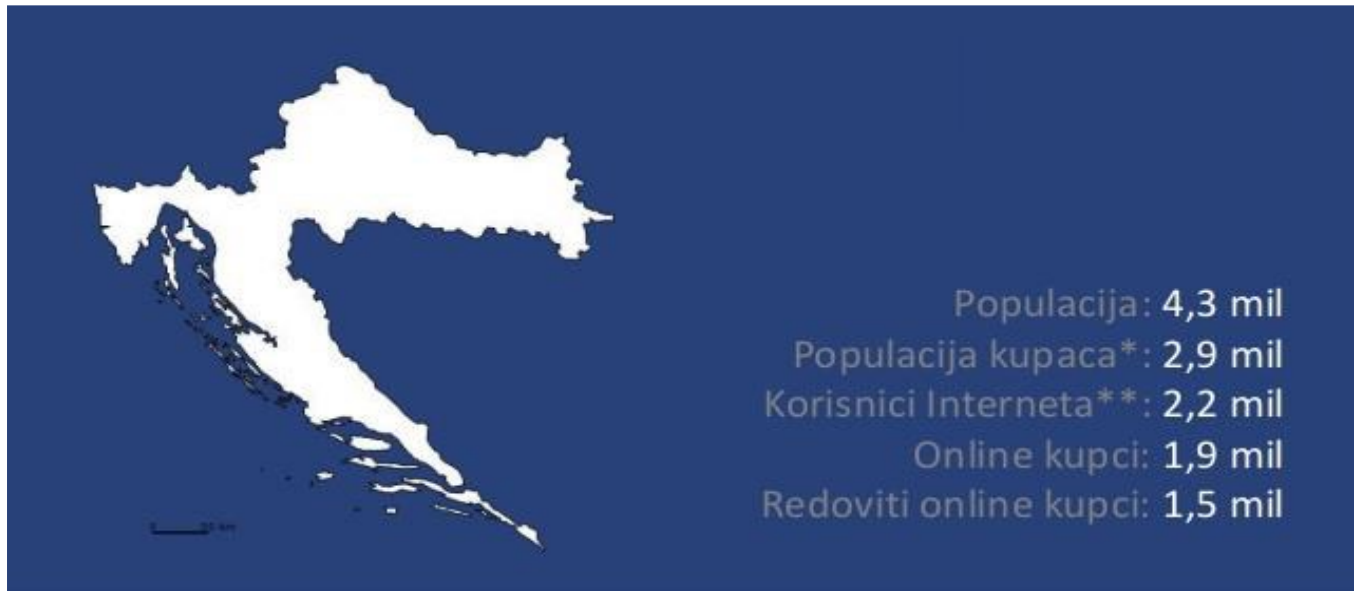 Populacija: 4,3 mil
Populacija kupaca*: 2,9 mil
Korisnici Interneta**: 2,2 mil
Online kupci: 1,9 mil
Redoviti online kupci: 1,5 mil